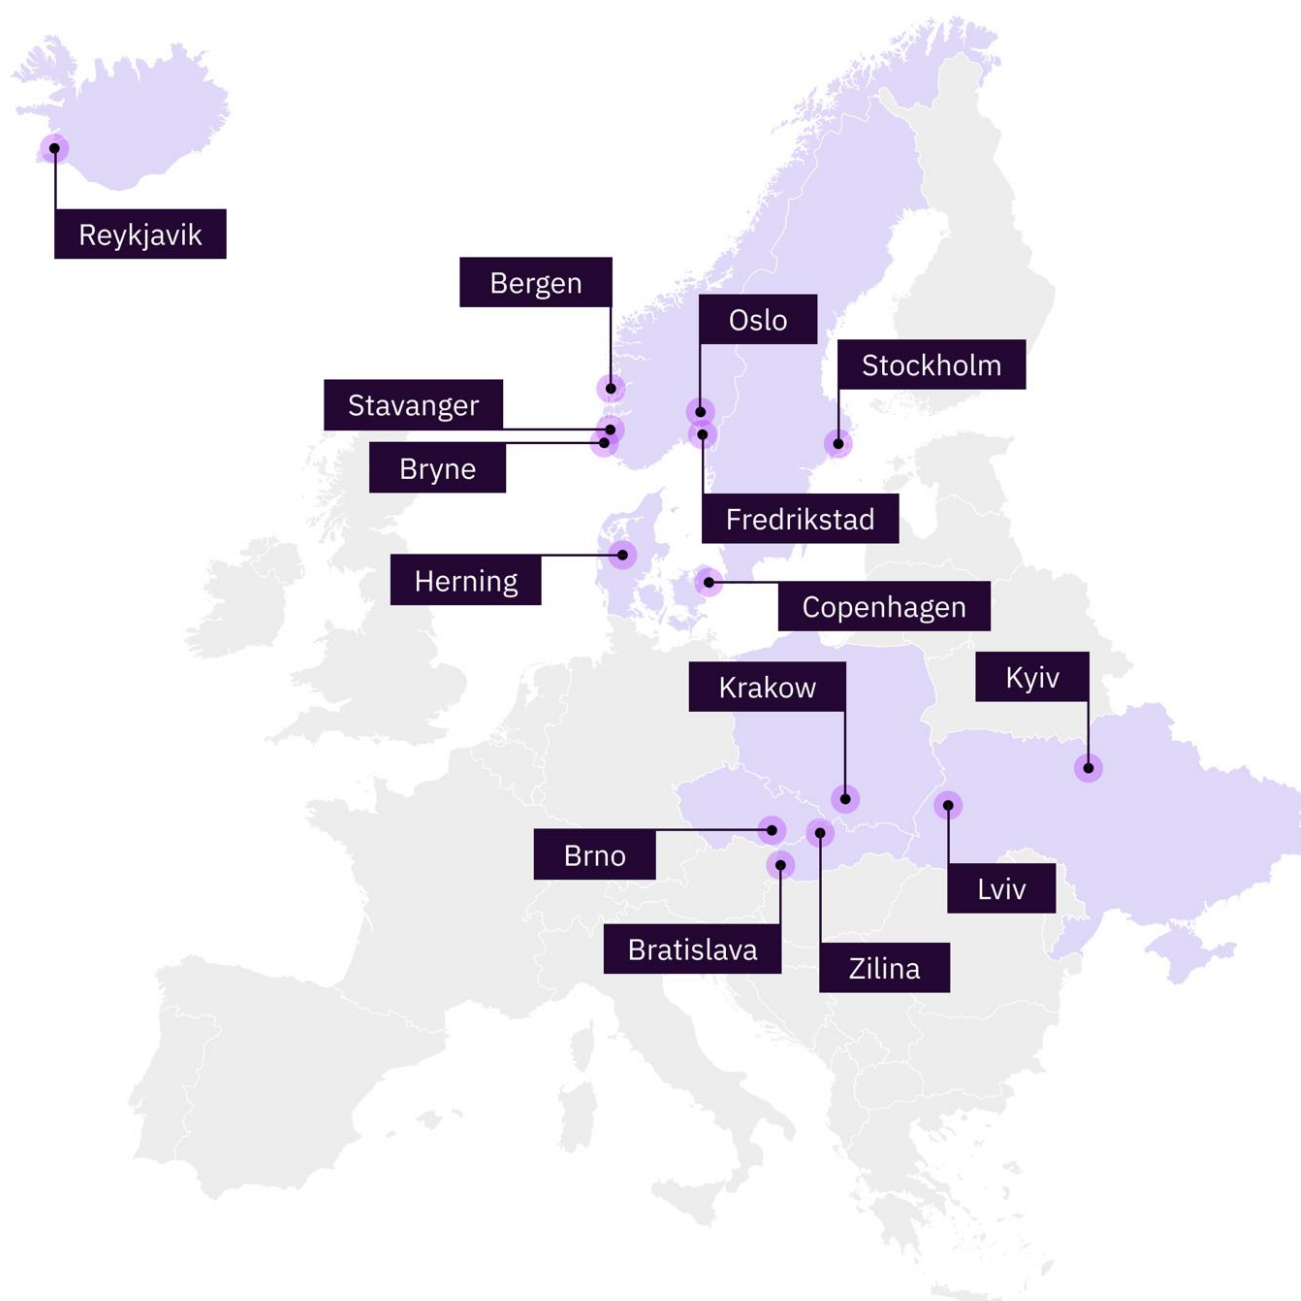 Reykjavik
Bergen
Oslo
Stockholm
Stavanger
Bryne
Fredrikstad
Herning
Copenhagen
Krakow
Kyiv
Brno
Lviv
Bratislava
Zilina